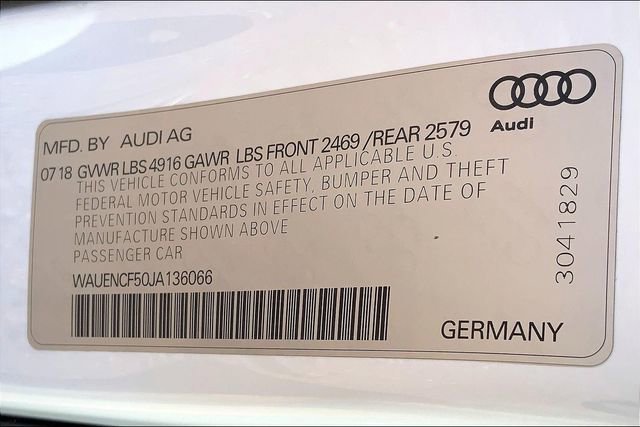 MFD. BY AUDI AG
07 18 GVWR LBS 4916 GAWR LBS FRONT 2469 /REAR 2579
THIS VEHICLE CONFORMS TO ALL APPLICABLE U.S.
FEDERAL MOTOR VEHICLE SAFETY, BUMPER AND THEFT
PREVENTION STANDARDS IN EFFECT ON THE DATE OF
MANUFACTURE SHOWN ABOVE
PASSENGER CAR
WAUENCF50JA136066
Audi
3041829
GERMANY